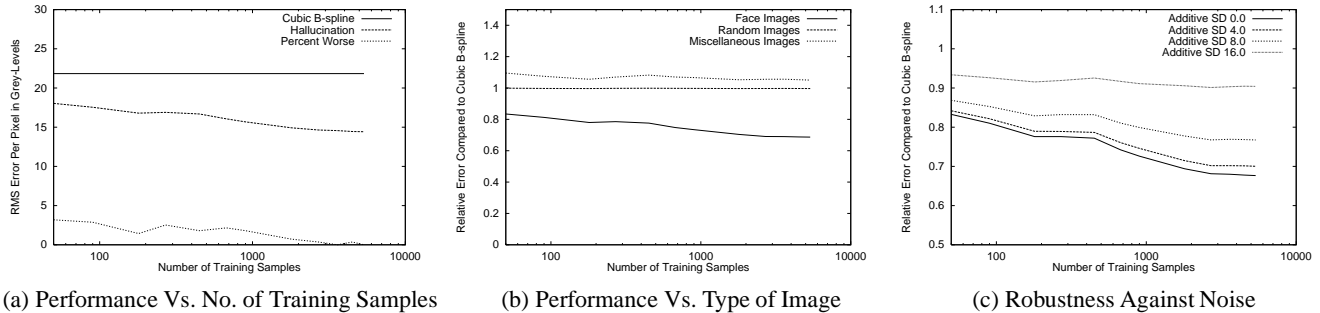 30
25
20
15
10
5
0
100
1000
10000
RMS Error Per Pixel in Grey-Levels
Number of Training Samples
Cubic B-spline
Hallucination
Percent Worse
(a) Performance Vs. No. of Training Samples
1.4
1.2
1
0.8
0.6
0.4
0.2
0
100
1000
10000
Relative Error Compared to Cubic B-spline
Number of Training Samples
Face Images
Random Images
Miscellaneous Images
(b) Performance Vs. Type of Image
1.1
1
0.9
0.8
0.7
0.6
0.5
100
1000
10000
Relative Error Compared to Cubic B-spline
Number of Training Samples
Additive SD 0.0
Additive SD 4.0
Additive SD 8.0
Additive SD 16.0
(c) Robustness Against Noise